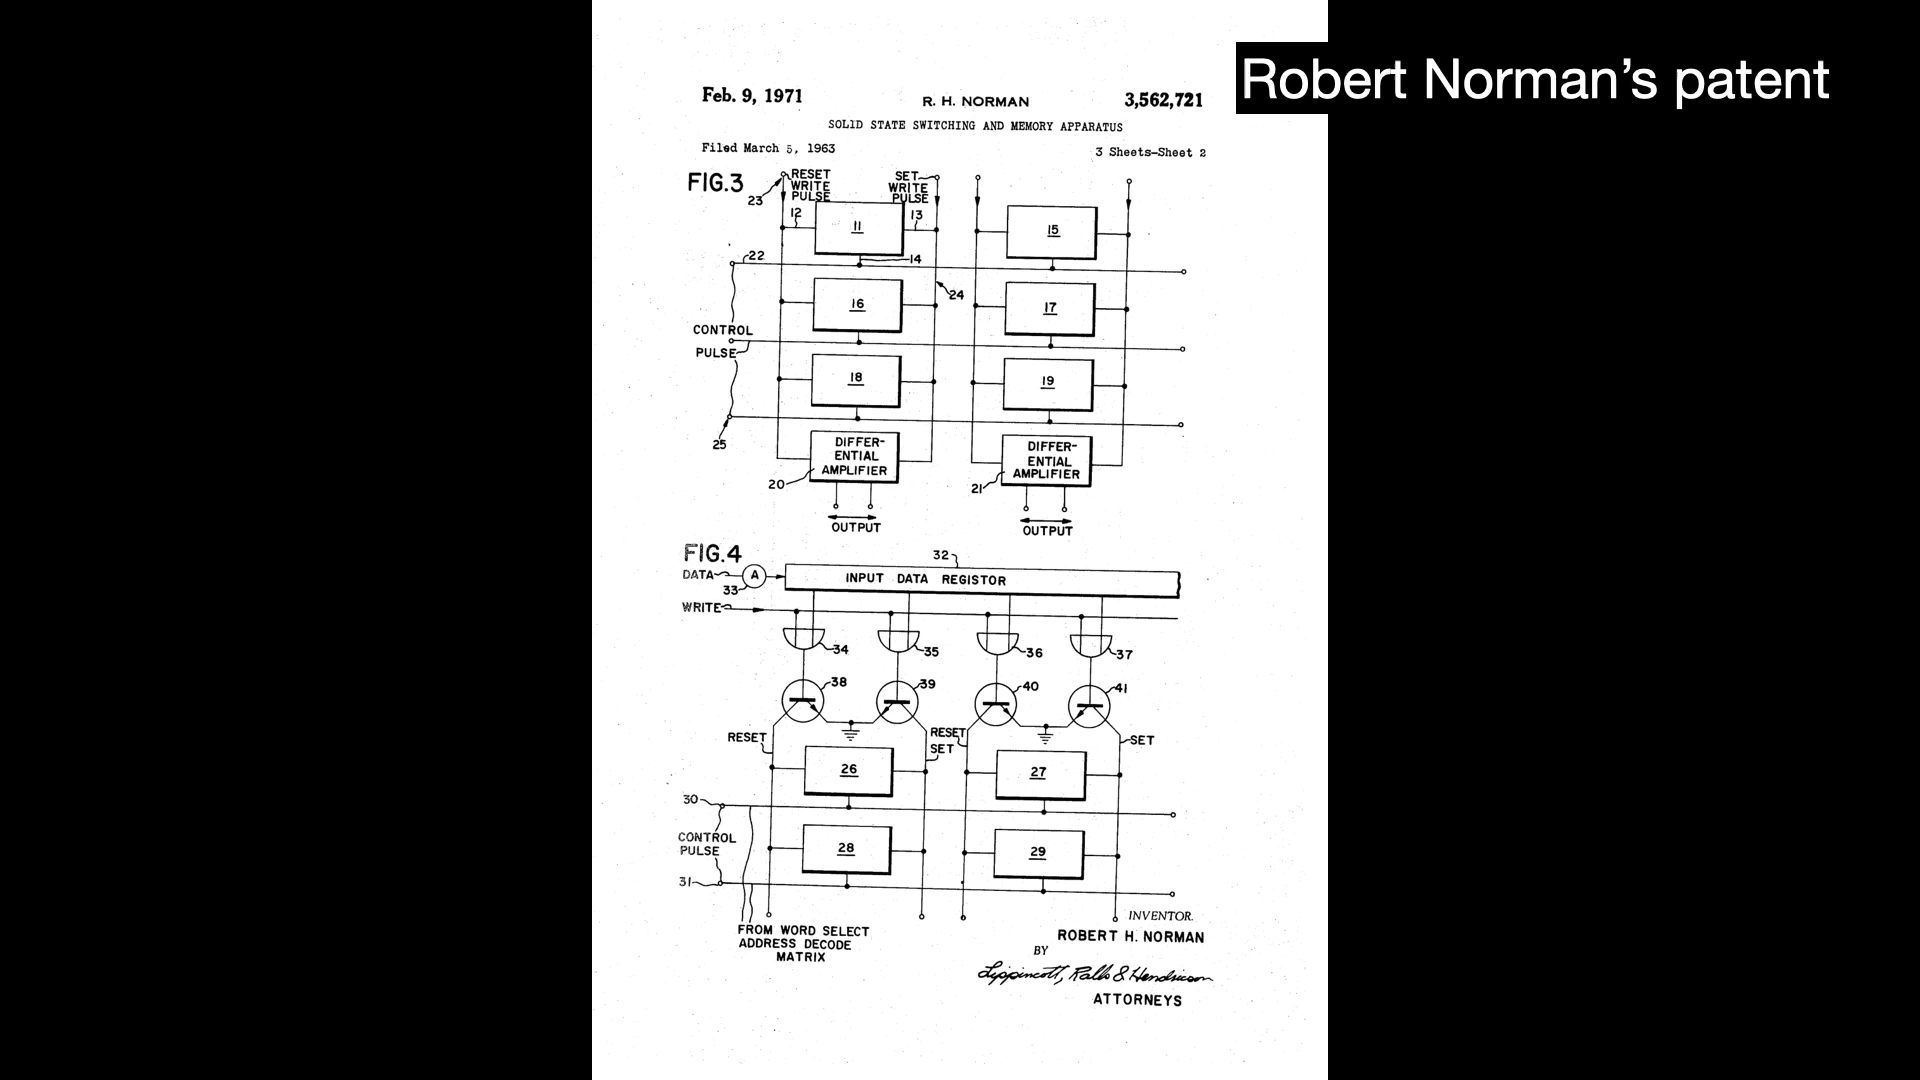 Robert Norman’s patent
Feb. 9, 1971
R. H. NORMAN
3,562,721
SOLID STATE SWITCHING AND MEMORY APPARATUS
Filed March 5, 1963
3 Sheets-Sheet 2
FIG.3
RESET
WRITE
PULSE
SET
WRITE
PULSE
23
12
11
13
15
22
14
16
24
17
CONTROL
PULSE
18
19
25
DIFFER-
ENTIAL
AMPLIFIER
DIFFER-
ENTIAL
AMPLIFIER
20
21
OUTPUT
OUTPUT
FIG.4
32
DATA
A
INPUT DATA REGISTOR
33
WRITE
34
35
36
37
38
39
40
41
RESET
SET
RESET
SET
26
27
30
CONTROL
PULSE
28
29
31
FROM WORD SELECT
ADDRESS DECODE
MATRIX
INVENTOR.
ROBERT H. NORMAN
BY
Lippincott, Ralls & Hendricson
ATTORNEYS